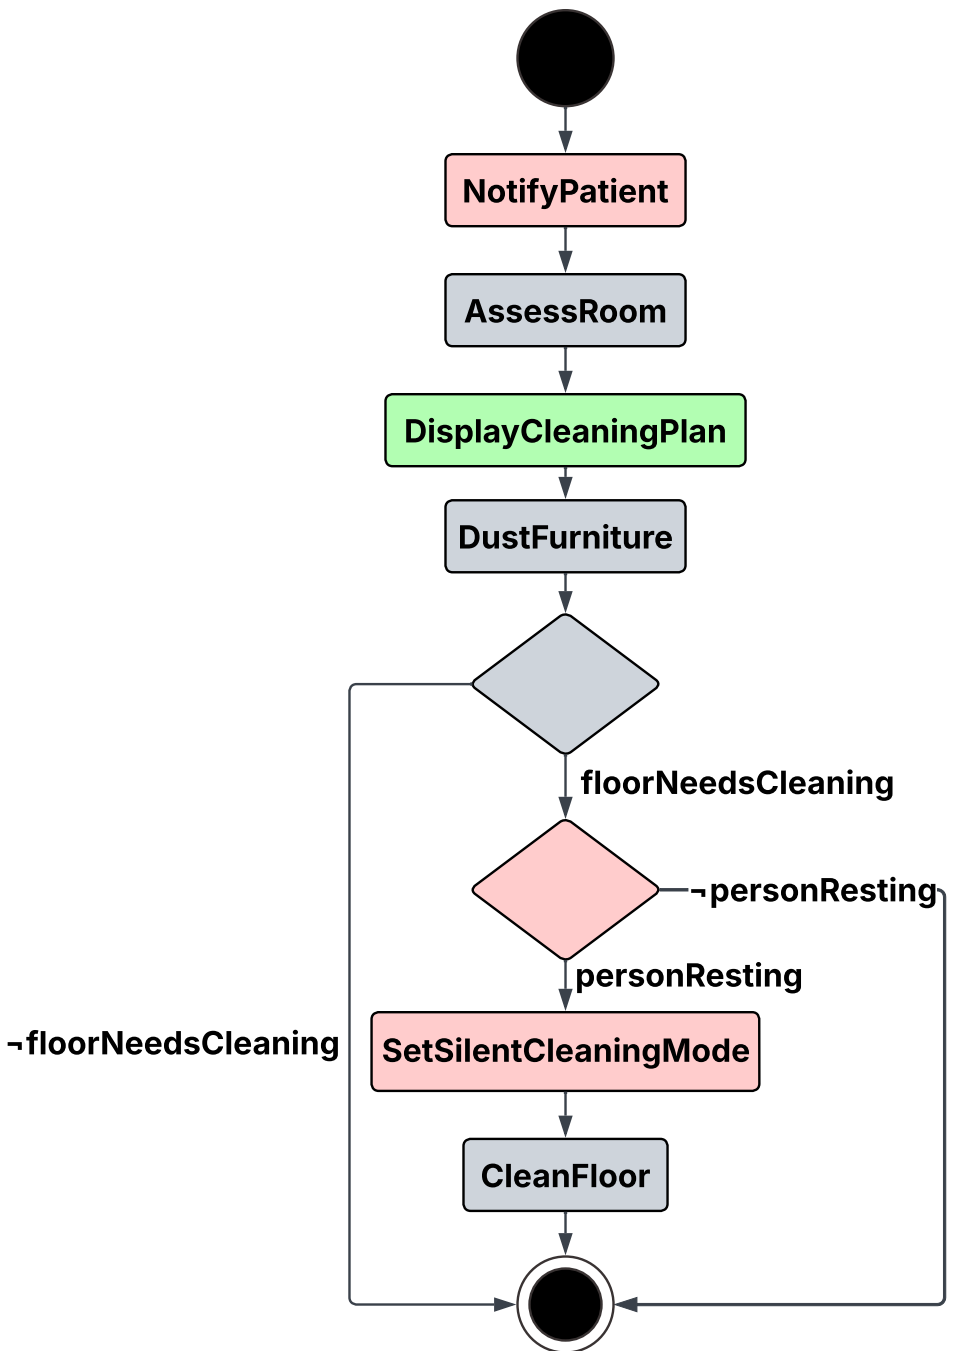 NotifyPatient
AssessRoom
DisplayCleaningPlan
DustFurniture
floorNeedsCleaning
¬personResting
personResting
¬floorNeedsCleaning
SetSilentCleaningMode
CleanFloor